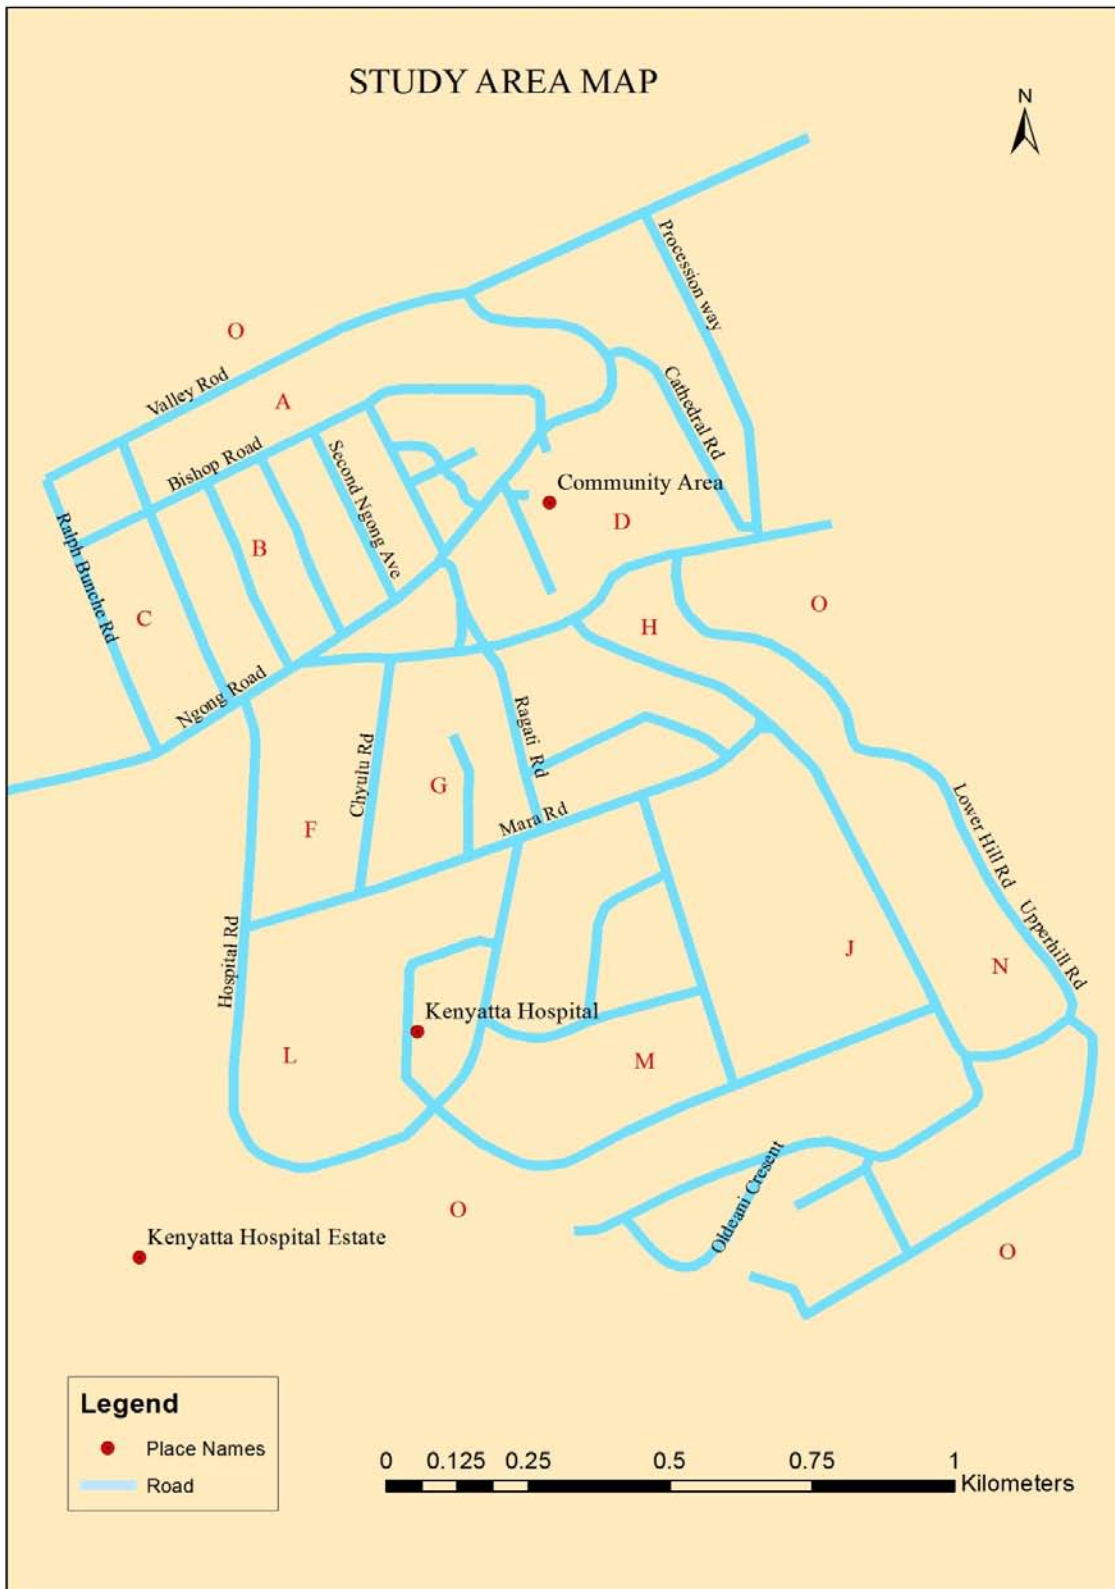 STUDY AREA MAP
N
Procession way
O
Valley Rod
A
Cathedral Rd
Bishop Road
Second Ngong Ave
Community Area
D
Ralph Bunche Rd
B
C
O
H
Ngong Road
Ragati Rd
Chyulu Rd
G
Mara Rd
F
Lower Hill Rd
Upperhill Rd
Hospital Rd
J
N
Kenyatta Hospital
L
M
Oldeani Cresent
O
Kenyatta Hospital Estate
O
Legend
Place Names
Road
0 0.125 0.25 0.5 0.75 1
Kilometers